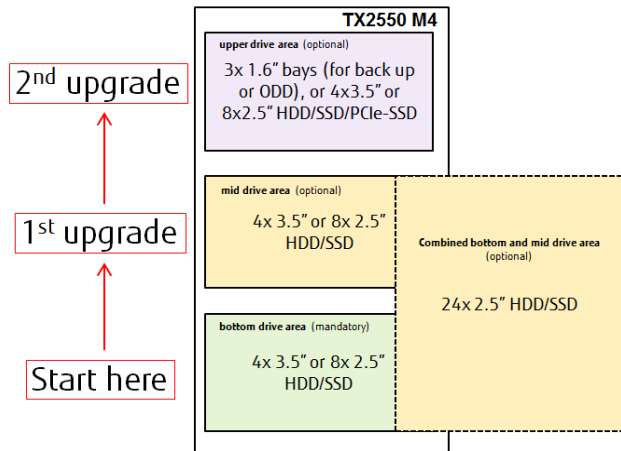 TX2550 M4
upper drive area (optional)
3x 1.6” bays (for back up
or ODD), or 4x3.5” or
8x2.5” HDD/SSD/PCIe-SSD
2nd upgrade
mid drive area (optional)
4x 3.5” or 8x 2.5”
HDD/SSD
1st upgrade
Combined bottom and mid drive area
(optional)
24x 2.5” HDD/SSD
bottom drive area (mandatory)
4x 3.5” or 8x 2.5”
HDD/SSD
Start here